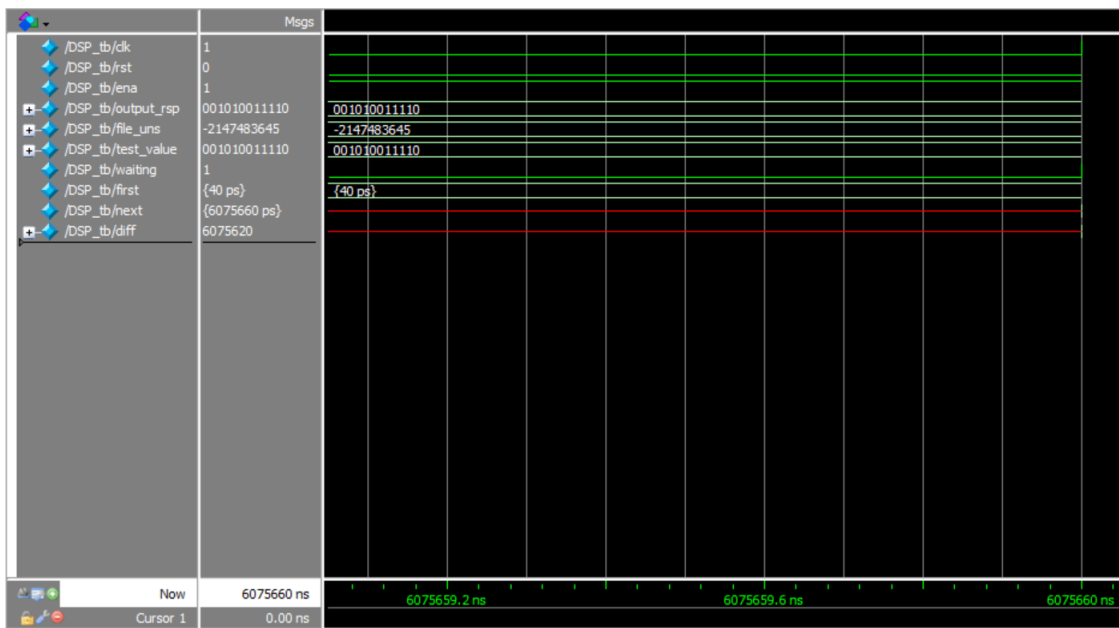 Msgs
/DSP_tb/clk 1
/DSP_tb/rst 0
/DSP_tb/ena 1
/DSP_tb/output_rsp 001010011110 001010011110
/DSP_tb/file_uns -2147483645 -2147483645
/DSP_tb/test_value 001010011110 001010011110
/DSP_tb/waiting 1
/DSP_tb/first {40 ps} {40 ps}
/DSP_tb/next {6075660 ps}
/DSP_tb/diff 6075620
Now 6075660 ns 6075659.2 ns 6075659.6 ns 6075660 ns
Cursor 1 0.00 ns